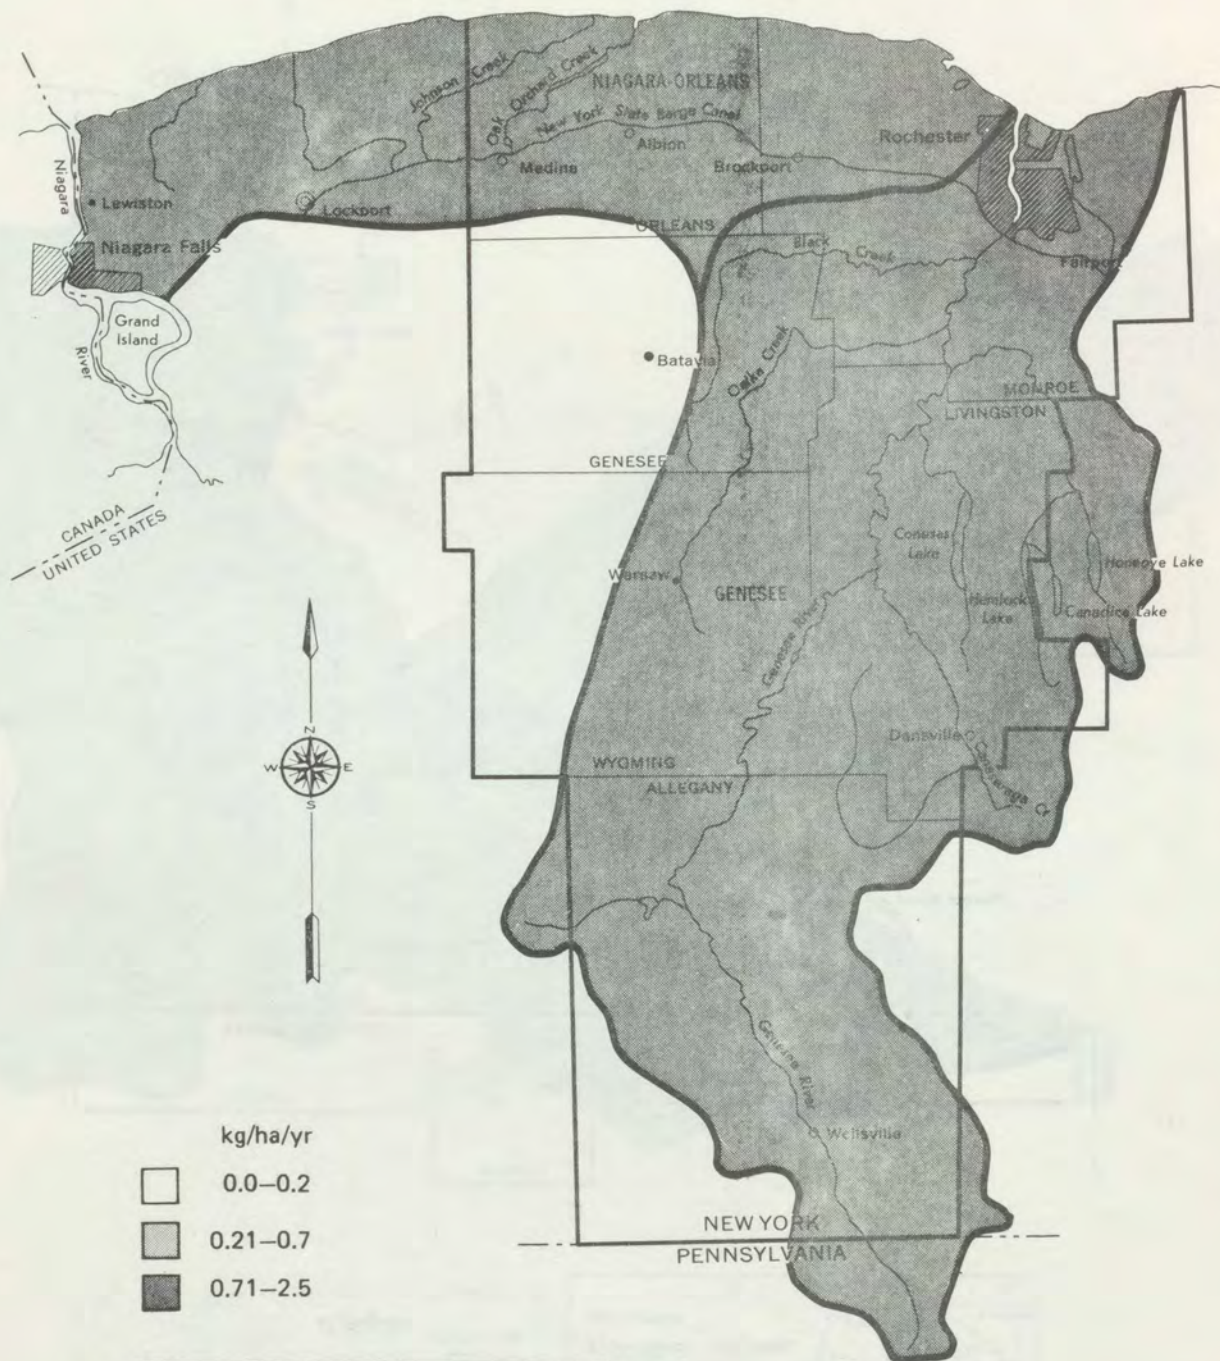 Johnson Creek
Oak Orchard Creek
NIAGARA-ORLEANS
New York State Barge Canal
Albion
Rochester
Niagara
Medina
Brockport
Lewiston
Lockport
ORLEANS
Niagara Falls
Black Creek
Fairport
Grand
Island
River
Batavia
Oatka Creek
MONROE
LIVINGSTON
GENESEE
CANADA
UNITED STATES
Conesus
Lake
Honeoye Lake
Warsaw
GENESEE
Hemlock
Lake
Canadice Lake
Genesee River
N
W
E
S
Dansville
Canaseraga Cr
WYOMING
ALLEGANY
Genesee River
Wellsville
kg/ha/yr
0.0–0.2
0.21–0.7
0.71–2.5
NEW YORK
PENNSYLVANIA